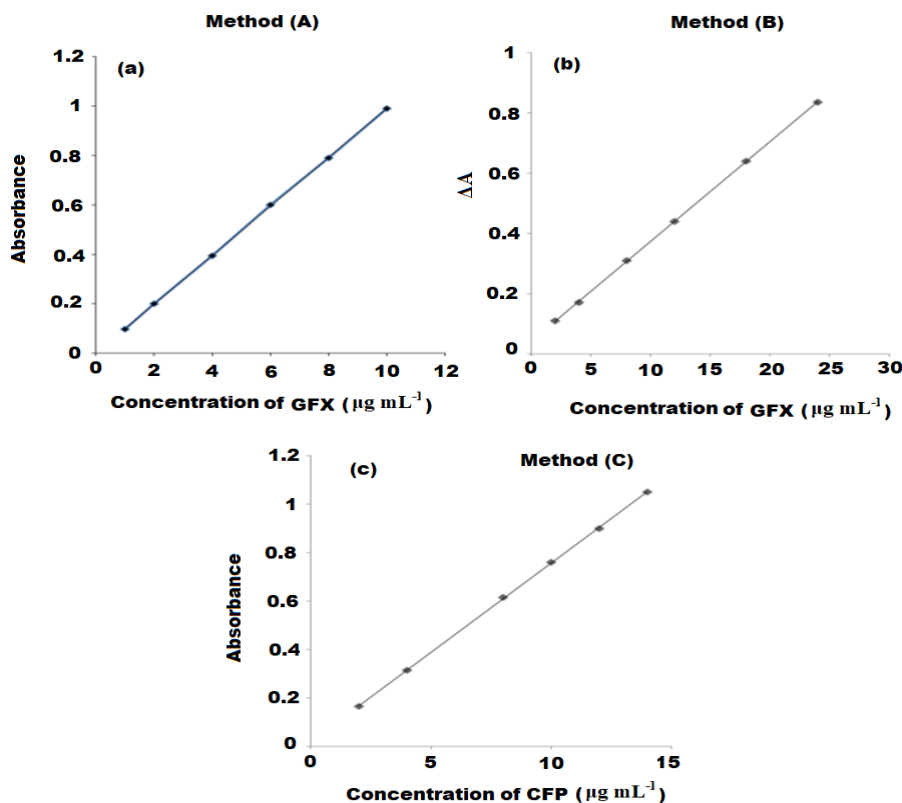 Method (A)
1.2
(a)
1
0.8
0.6
0.4
0.2
0
Absorbance
0 2 4 6 8 10 12
Concentration of GFX ( µg mL⁻¹)
Method (B)
1
(b)
0.8
0.6
0.4
0.2
0
ΔA
0 5 10 15 20 25 30
Concentration of GFX ( µg mL⁻¹)
Method (C)
1.2
(c)
1
0.8
0.6
0.4
0.2
0
Absorbance
0 5 10 15
Concentration of CFP (µg mL⁻¹)